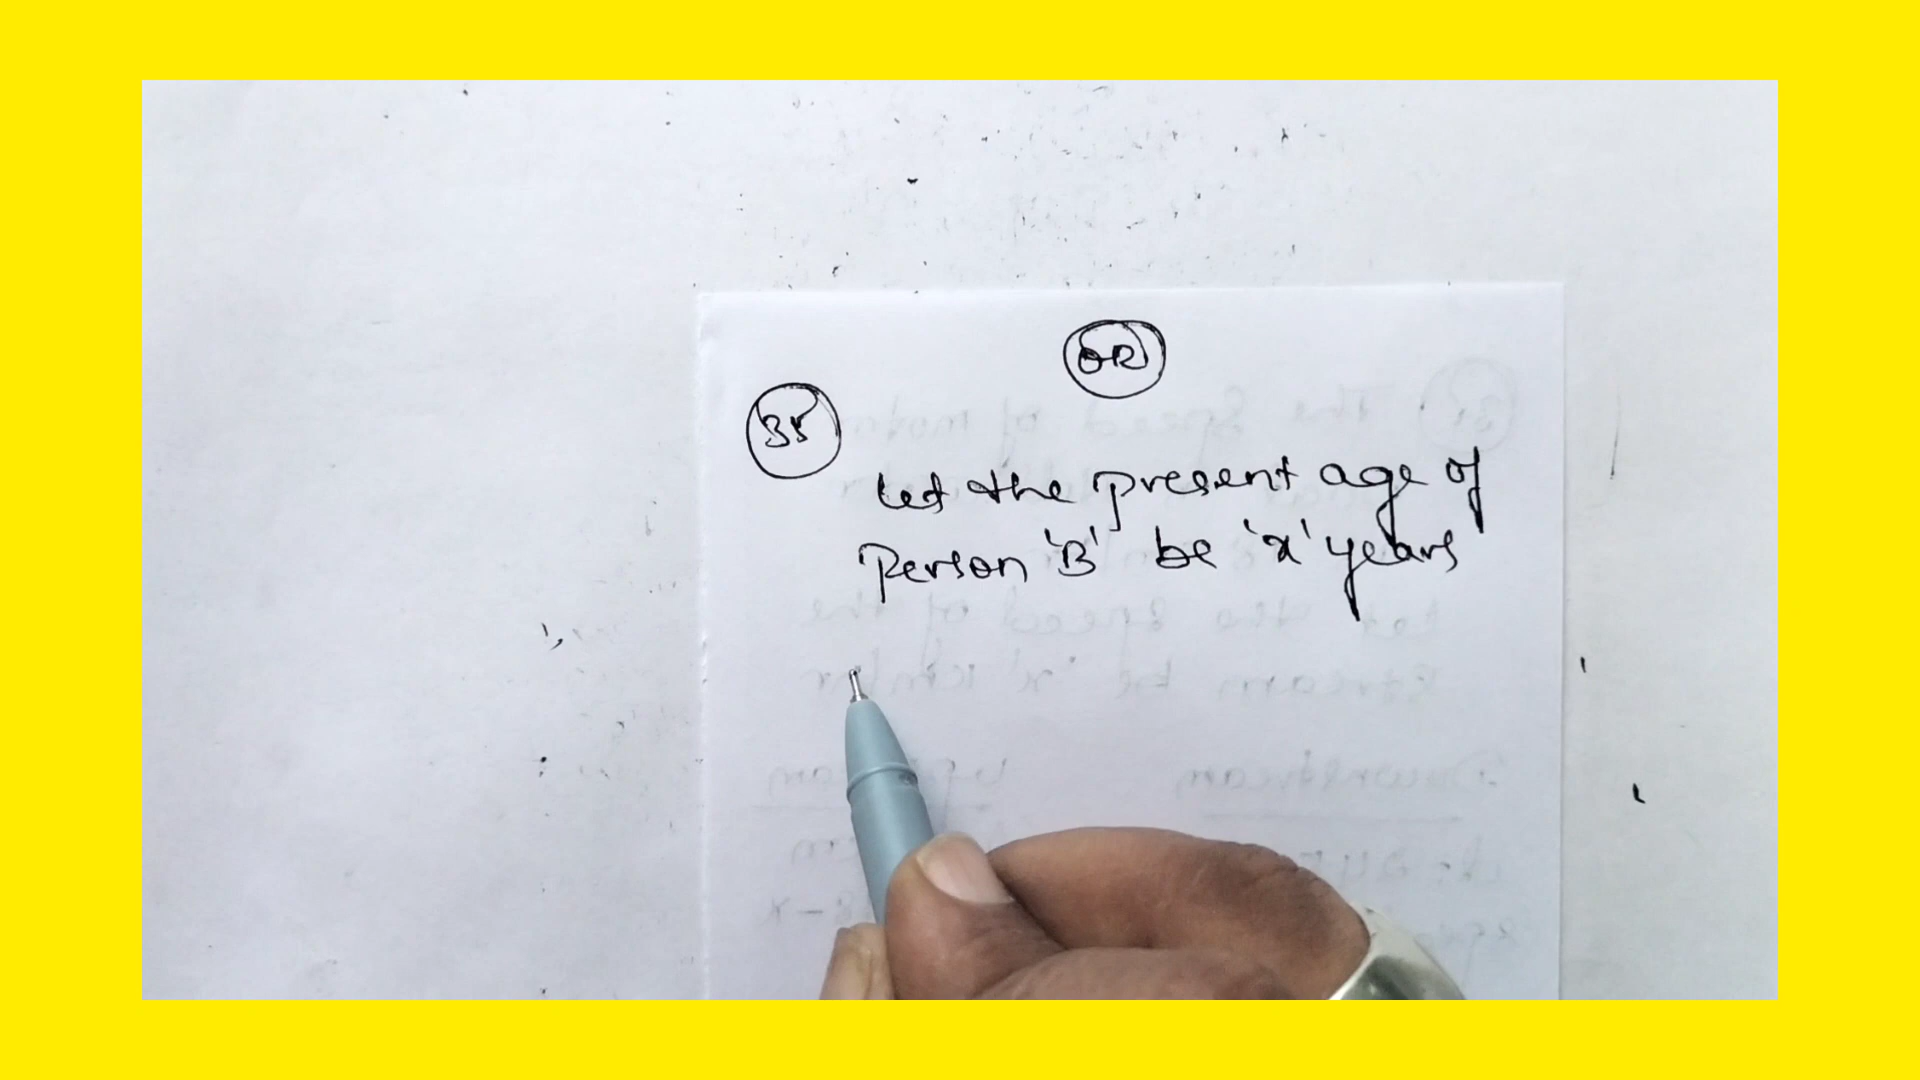 OR
35
Let the present age of
Person 'B' be 'x' years